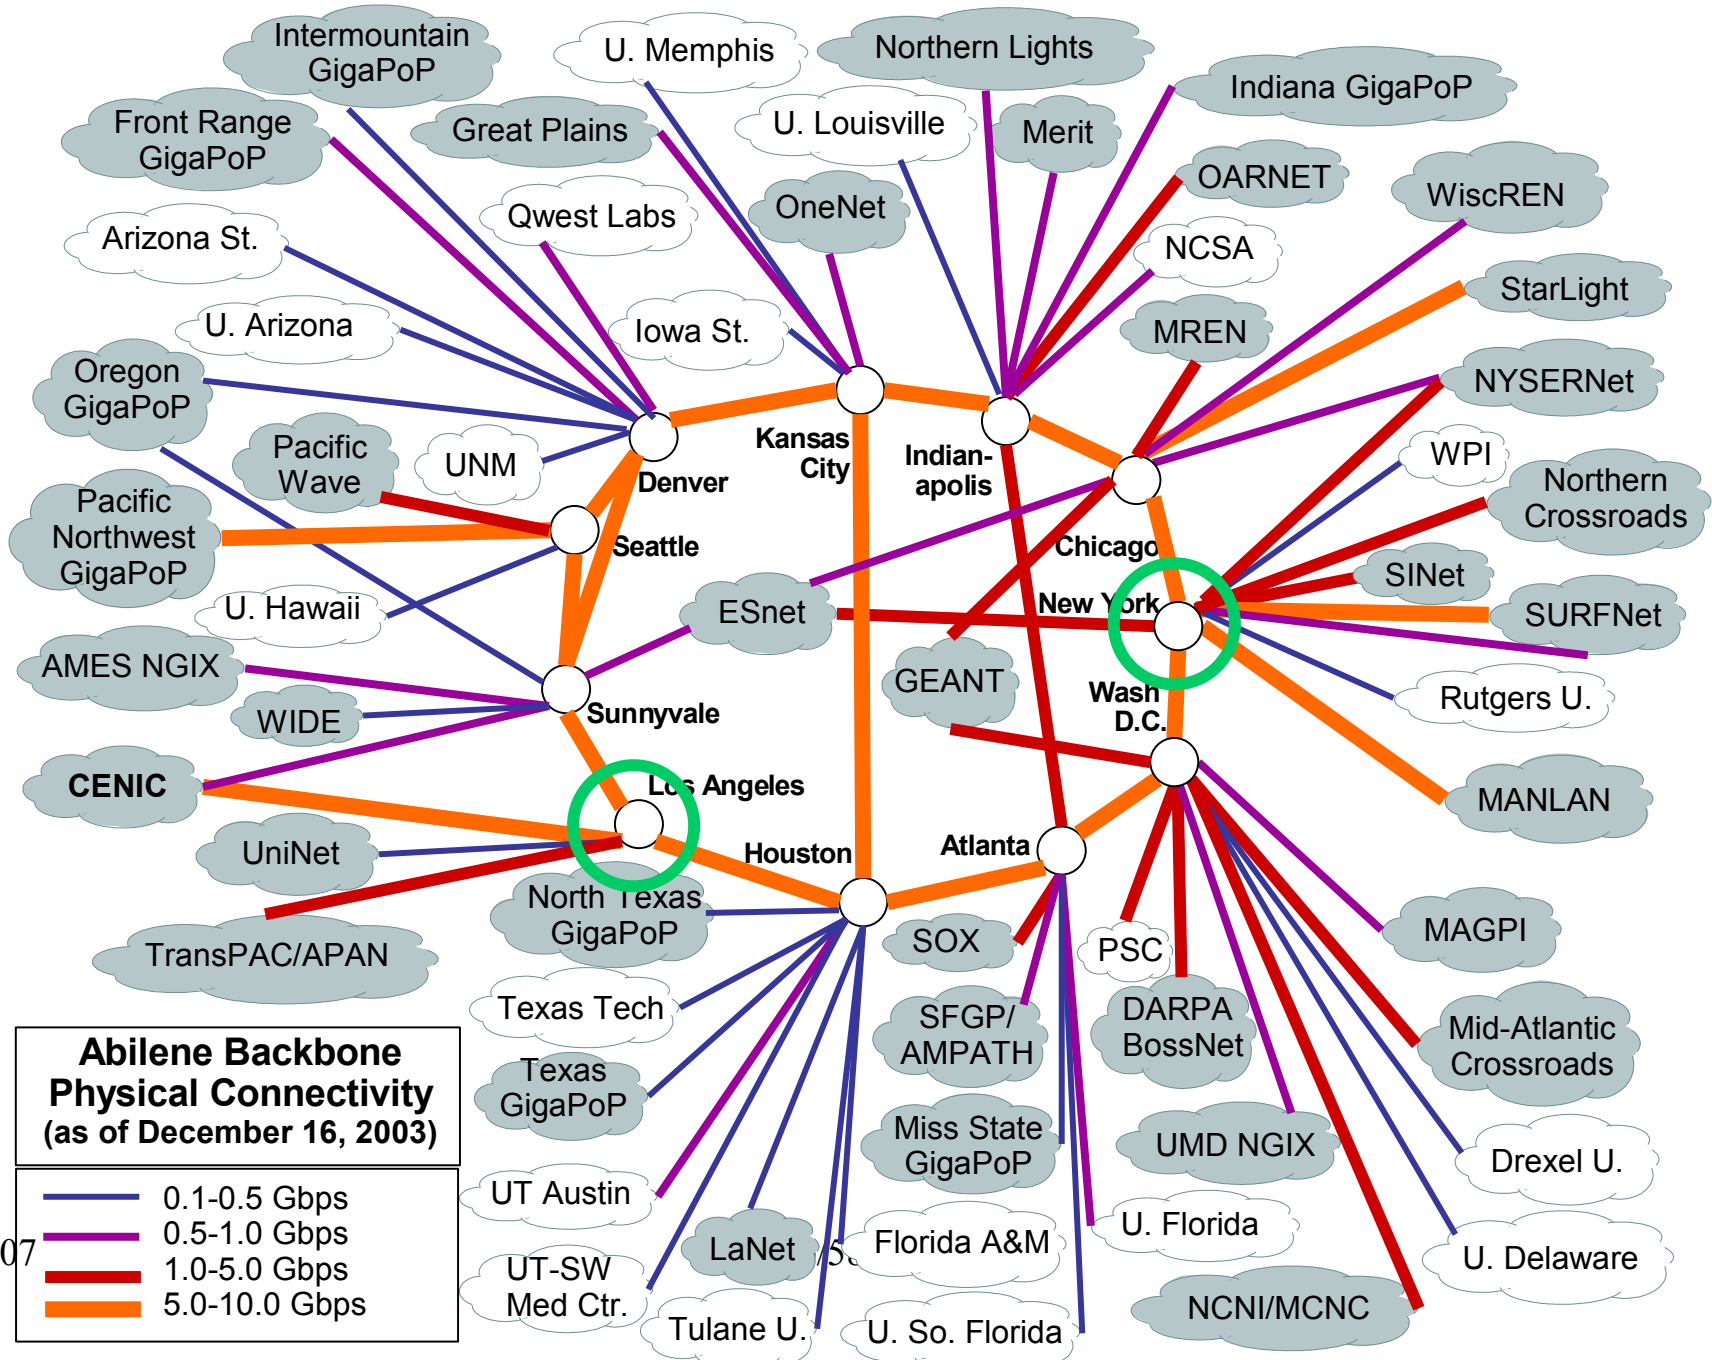 Intermountain
GigaPoP
U. Memphis
Northern Lights
Indiana GigaPoP
Front Range
GigaPoP
Great Plains
U. Louisville
Merit
OARNET
WiscREN
Qwest Labs
OneNet
Arizona St.
NCSA
StarLight
U. Arizona
Iowa St.
MREN
Oregon
GigaPoP
NYSERNet
Pacific
Wave
UNM
Kansas
City
Indian-
apolis
WPI
Denver
Northern
Crossroads
Pacific
Northwest
GigaPoP
Seattle
Chicago
SINet
U. Hawaii
ESnet
New York
SURFNet
AMES NGIX
GEANT
Wash
D.C.
Rutgers U.
WIDE
Sunnyvale
CENIC
Los Angeles
MANLAN
UniNet
Houston
Atlanta
North Texas
GigaPoP
TransPAC/APAN
SOX
PSC
MAGPI
Texas Tech
SFGP/
AMPATH
DARPA
BossNet
Mid-Atlantic
Crossroads
Abilene Backbone
Physical Connectivity
(as of December 16, 2003)
Texas
GigaPoP
Miss State
GigaPoP
UMD NGIX
Drexel U.
UT Austin
U. Florida
LaNet
Florida A&M
U. Delaware
UT-SW
Med Ctr.
NCNI/MCNC
Tulane U.
U. So. Florida
0.1-0.5 Gbps
0.5-1.0 Gbps
1.0-5.0 Gbps
5.0-10.0 Gbps
07